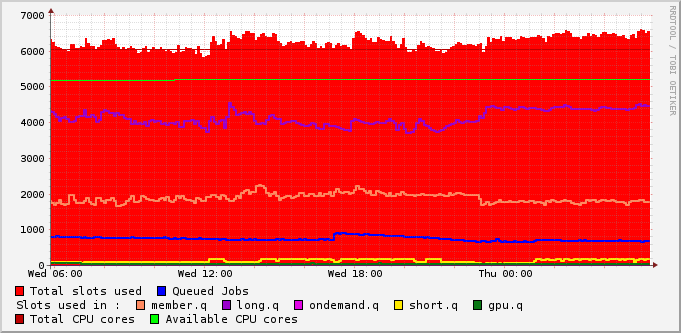 7000
6000
5000
4000
3000
2000
1000
0
Wed 06:00 Wed 12:00 Wed 18:00 Thu 00:00
Total slots used Queued Jobs
Slots used in : member.q long.q ondemand.q short.q gpu.q
Total CPU cores Available CPU cores
RRDTOOL / TOBI OETIKER